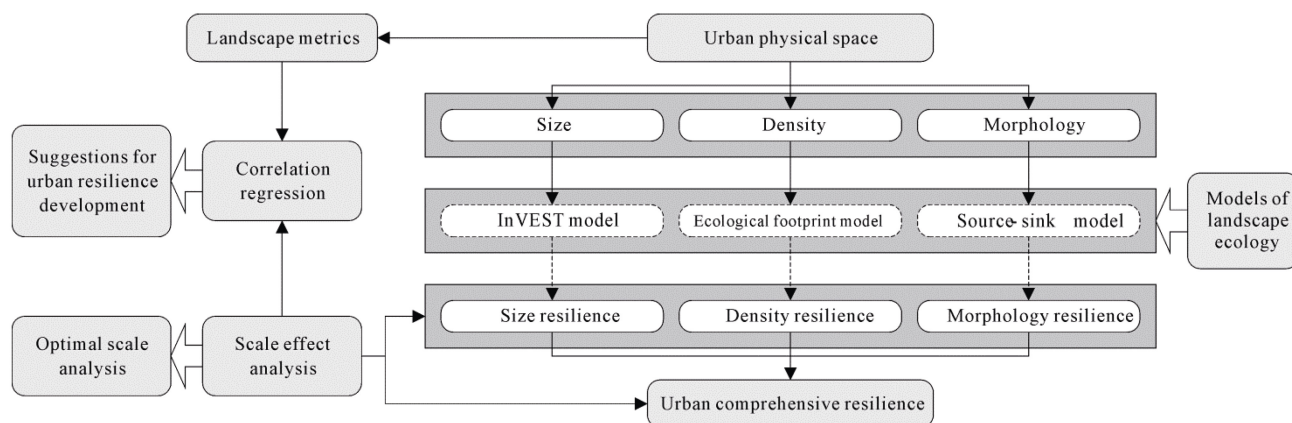 Landscape metrics
Urban physical space
Size
Density
Morphology
Suggestions for
urban resilience
development
Correlation
regression
InVEST model
Ecological footprint model
Source-sink model
Models of
landscape
ecology
Size resilience
Density resilience
Morphology resilience
Optimal scale
analysis
Scale effect
analysis
Urban comprehensive resilience